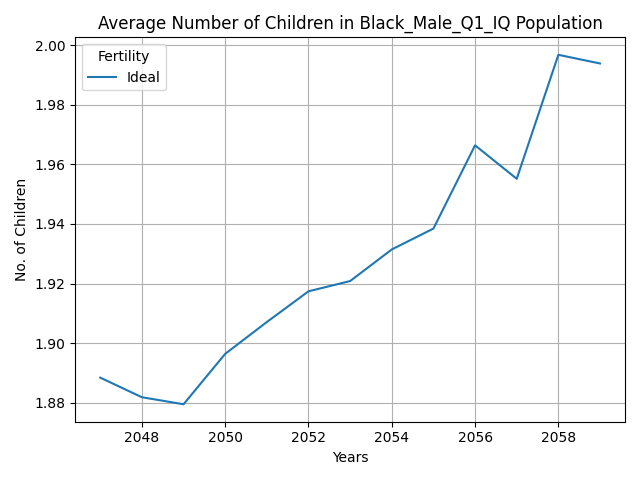 Average Number of Children in Black_Male_Q1_IQ Population
Fertility
Ideal
No. of Children
2.00
1.98
1.96
1.94
1.92
1.90
1.88
2048 2050 2052 2054 2056 2058
Years